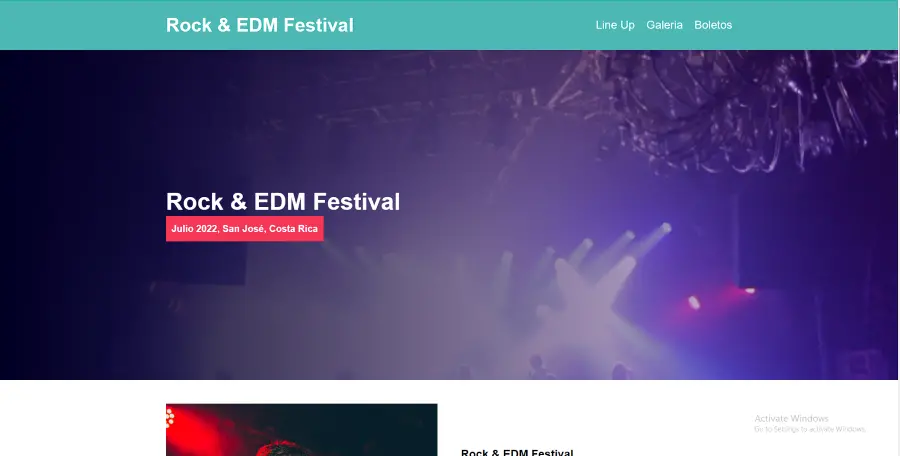 Rock & EDM Festival
Line Up Galeria Boletos
Rock & EDM Festival
Julio 2022, San José, Costa Rica
Activate Windows
Go to Settings to activate Windows.
Rock & EDM Festival